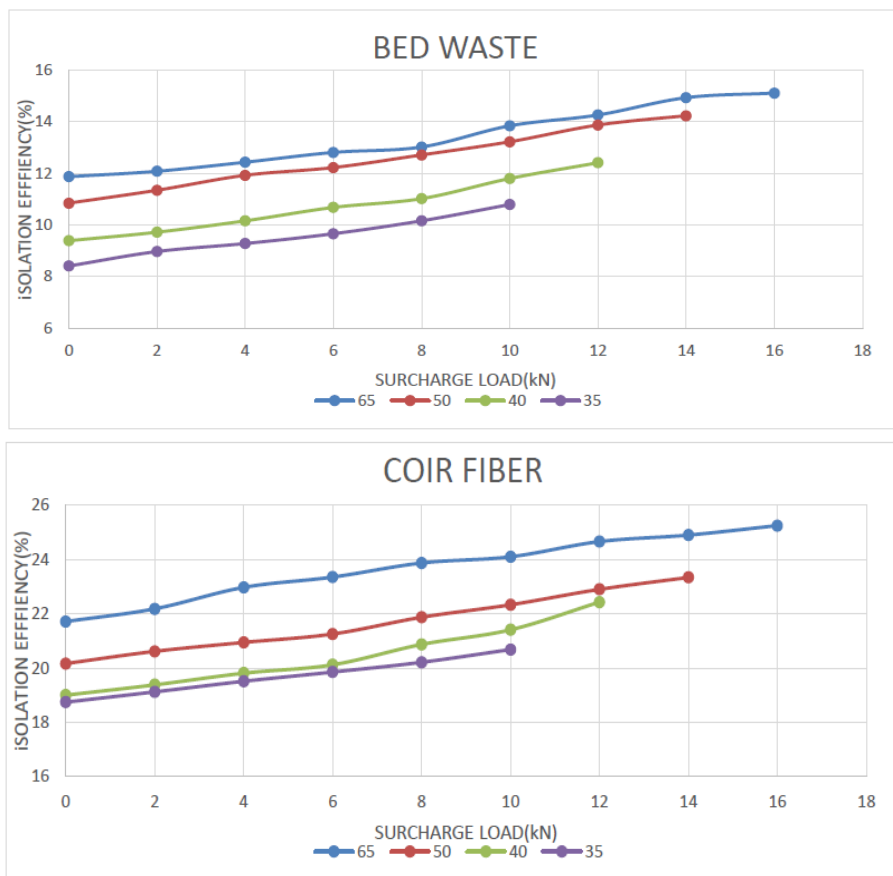 BED WASTE
iSOLATION EFFFIENCY(%)
16
14
12
10
8
6
0 2 4 6 8 10 12 14 16 18
SURCHARGE LOAD(kN)
65 50 40 35
COIR FIBER
iSOLATION EFFFIENCY(%)
26
24
22
20
18
16
0 2 4 6 8 10 12 14 16 18
SURCHARGE LOAD(kN)
65 50 40 35